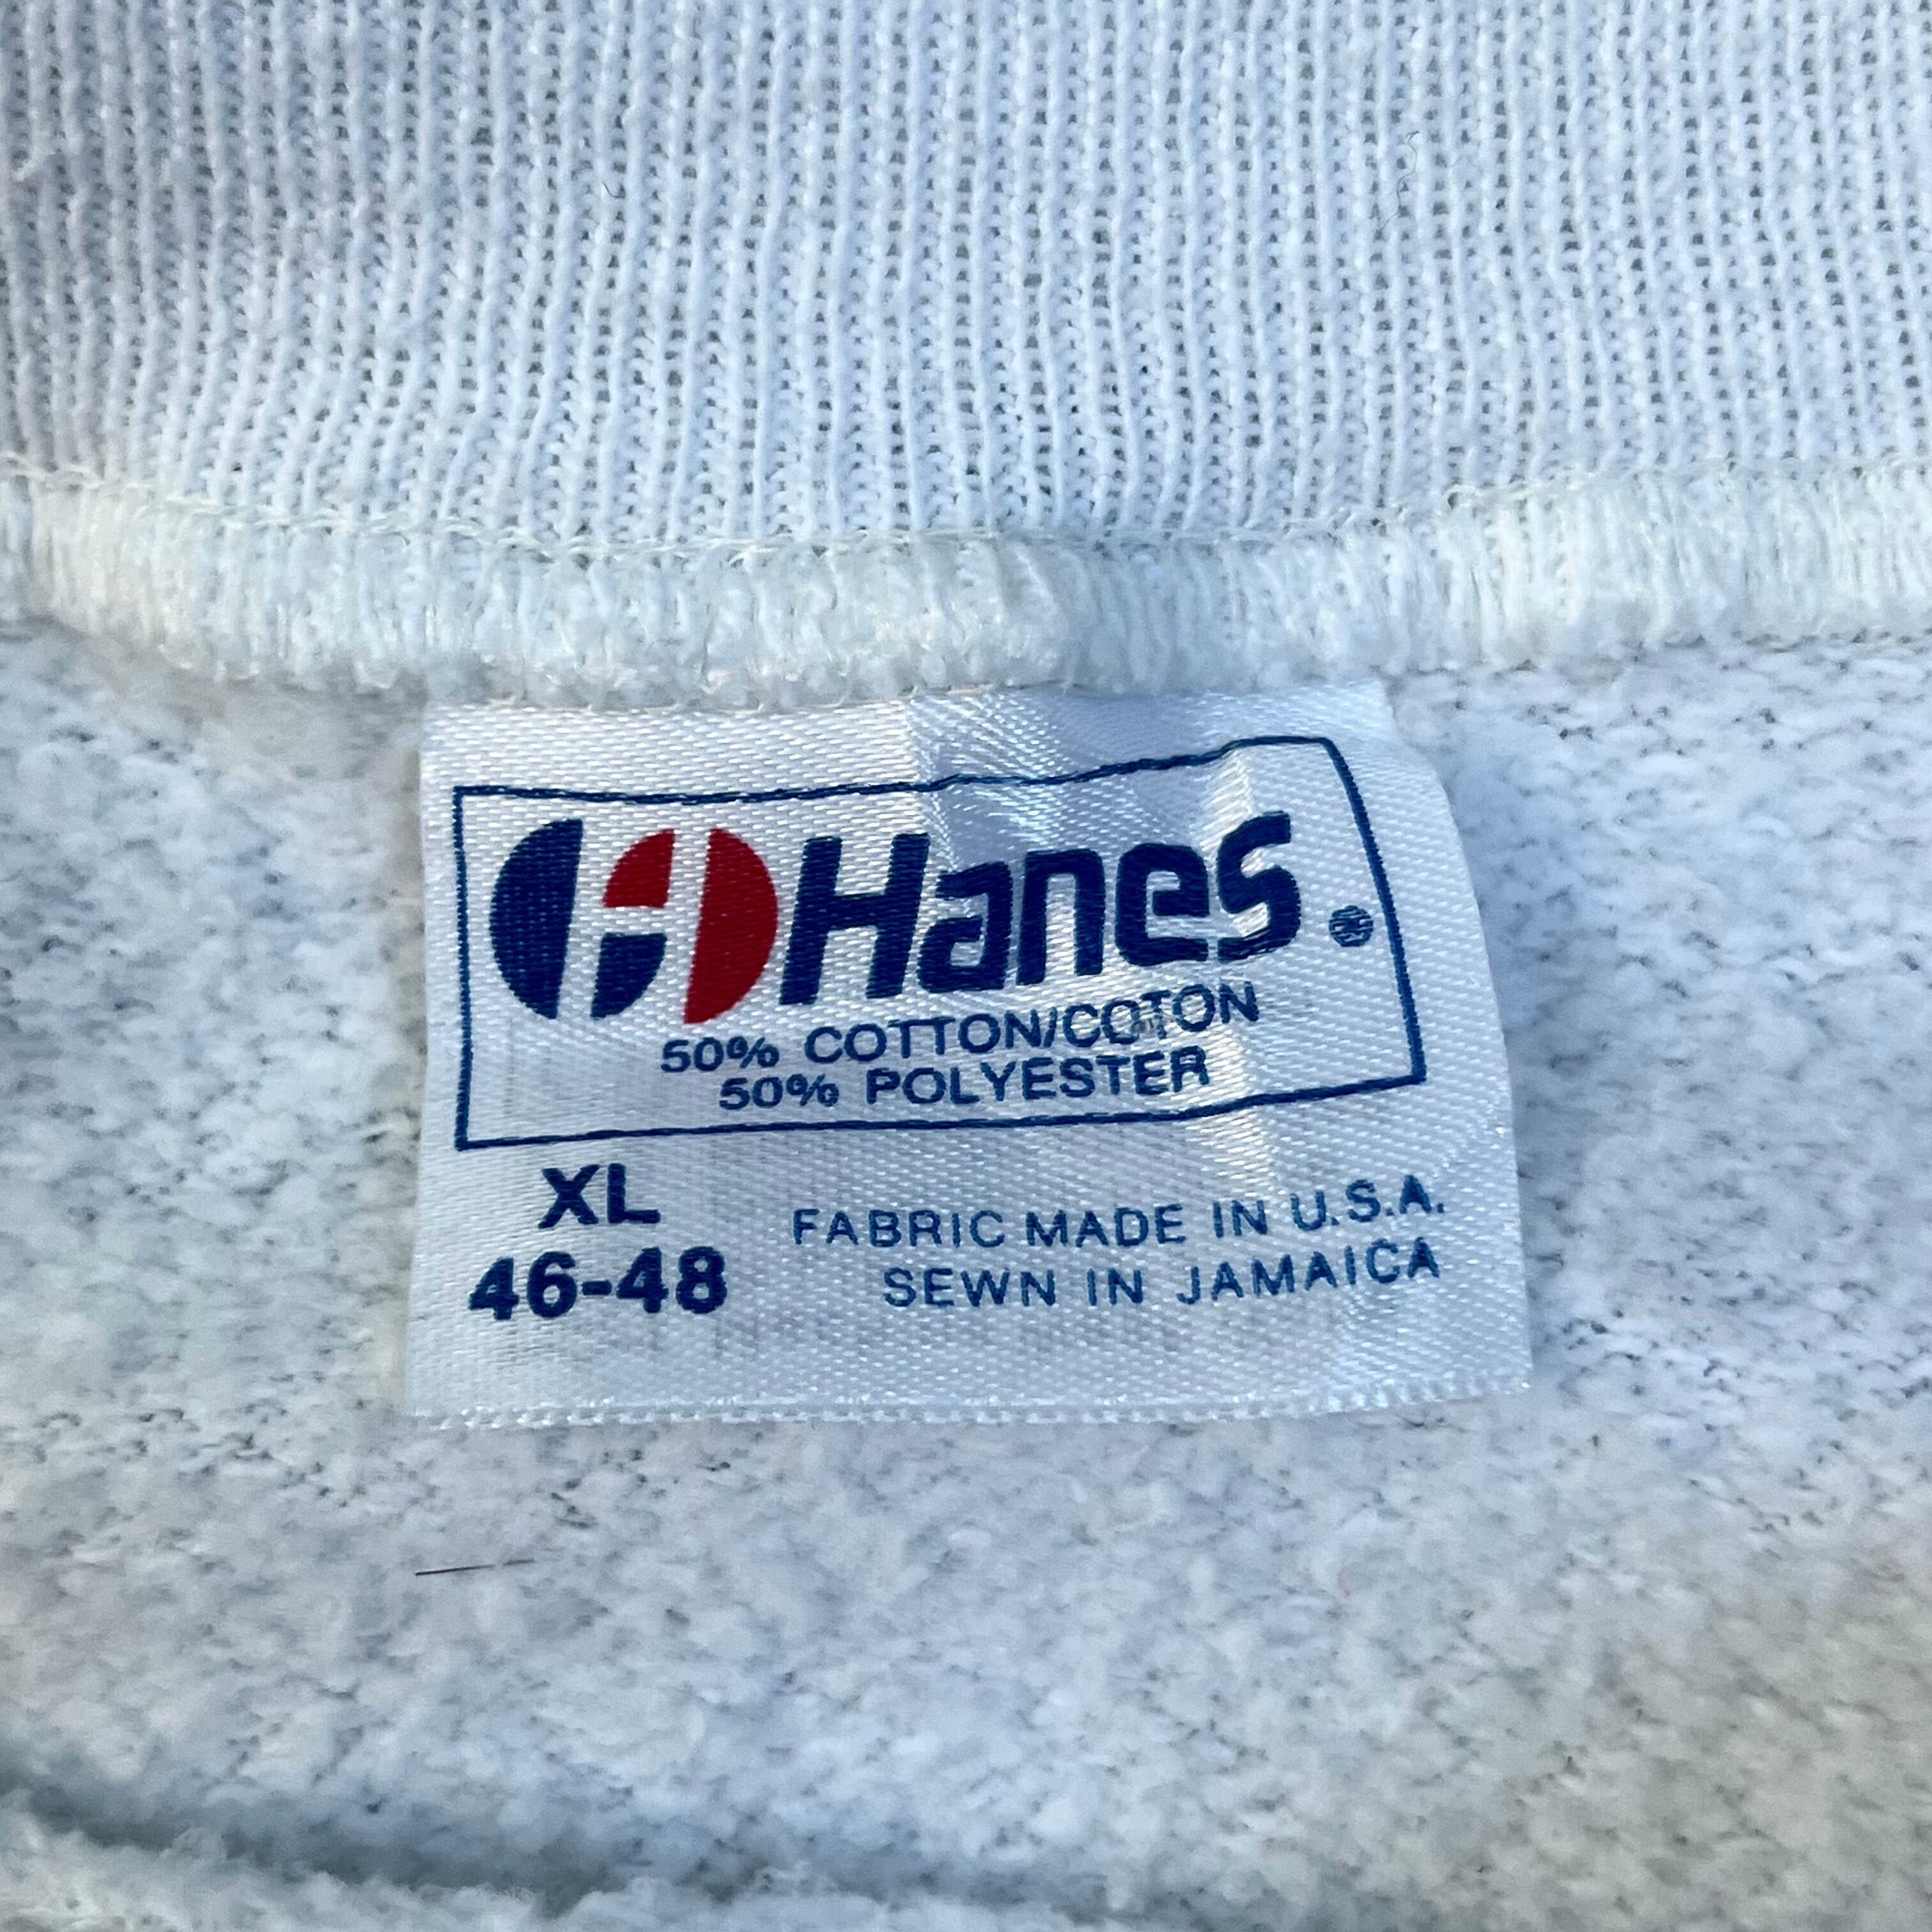 Hanes®
50% COTTON/COTON
50% POLYESTER
XL
46-48
FABRIC MADE IN U.S.A.
SEWN IN JAMAICA